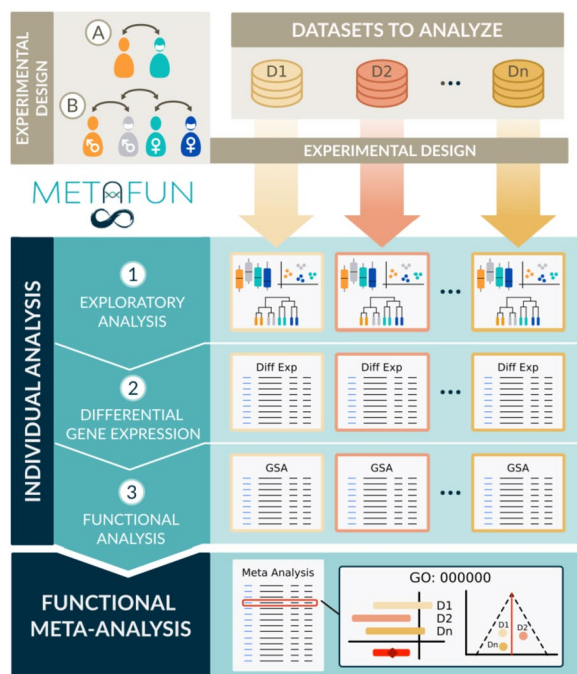 EXPERIMENTAL
DESIGN
A
B
DATASETS TO ANALYZE
D1
D2
...
Dn
EXPERIMENTAL DESIGN
METAFUN
INDIVIDUAL ANALYSIS
1
EXPLORATORY
ANALYSIS
...
2
DIFFERENTIAL
GENE EXPRESSION
Diff Exp
Diff Exp
...
Diff Exp
3
FUNCTIONAL
ANALYSIS
GSA
GSA
...
GSA
FUNCTIONAL
META-ANALYSIS
Meta Analysis
GO: 000000
D1
D2
Dn
D1
D2
Dn